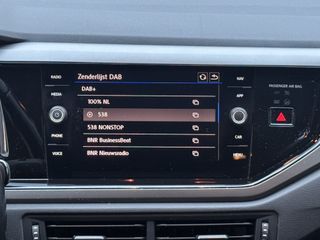 RADIO
MEDIA
PHONE
VOICE
Zenderlijst DAB
DAB+
100% NL
538
538 NONSTOP
BNR BusinessBeat
BNR Nieuwsradio
NAV
APP
CAR
MENU
PASSENGER AIR BAG